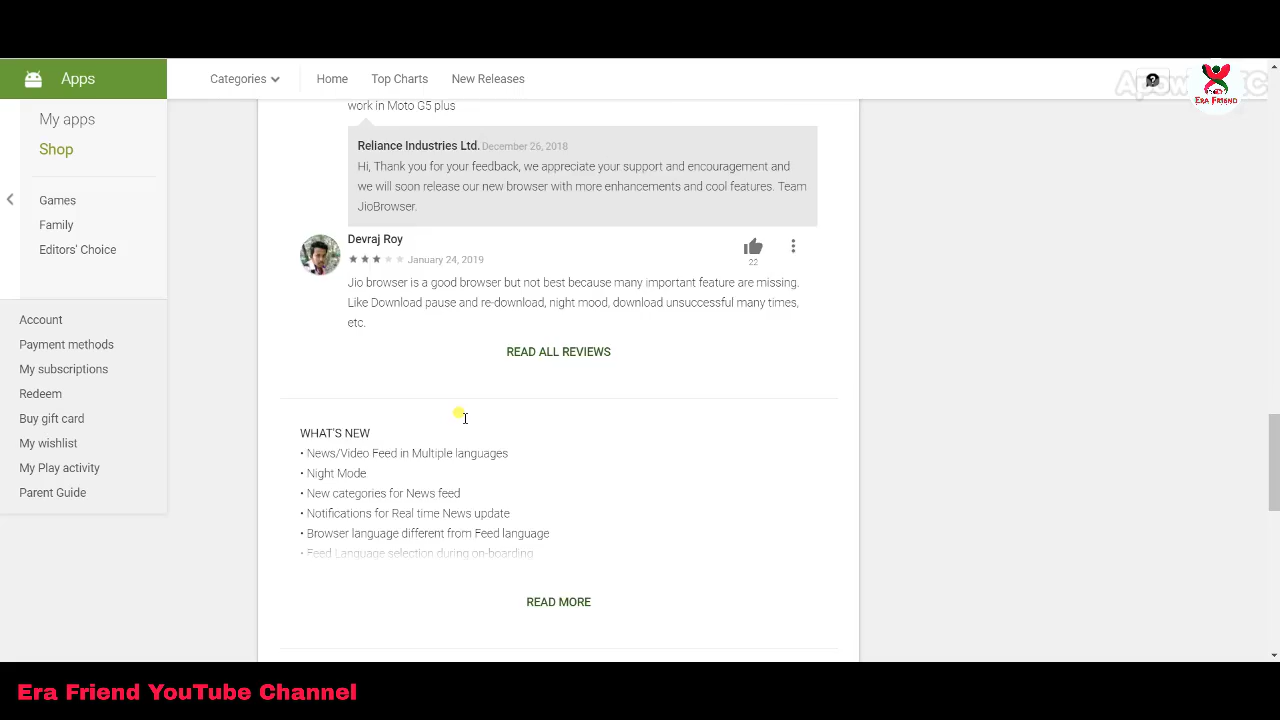 Apps
Categories
Home
Top Charts
New Releases
ERA FRIEND
My apps
Shop
Games
Family
Editors' Choice
Account
Payment methods
My subscriptions
Redeem
Buy gift card
My wishlist
My Play activity
Parent Guide
work in Moto G5 plus
Reliance Industries Ltd. December 26, 2018
Hi, Thank you for your feedback, we appreciate your support and encouragement and
we will soon release our new browser with more enhancements and cool features. Team
JioBrowser.
Devraj Roy
January 24, 2019
22
Jio browser is a good browser but not best because many important feature are missing.
Like Download pause and re-download, night mood, download unsuccessful many times,
etc.
READ ALL REVIEWS
WHAT'S NEW
• News/Video Feed in Multiple languages
• Night Mode
• New categories for News feed
• Notifications for Real time News update
• Browser language different from Feed language
• Feed Language selection during on-boarding
READ MORE
Era Friend YouTube Channel